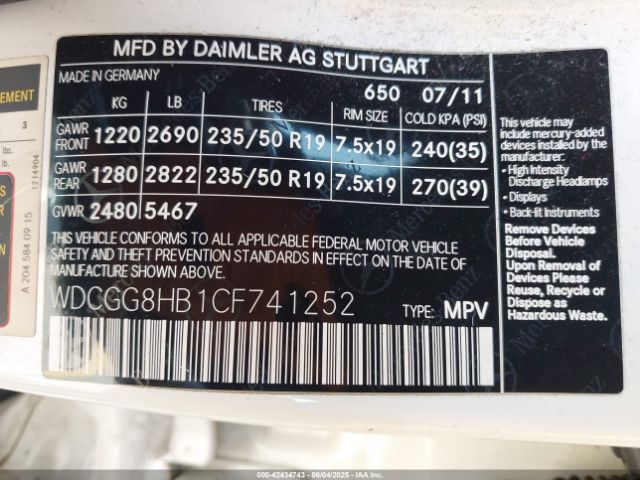 MFD BY DAIMLER AG STUTTGART
MADE IN GERMANY
650 07/11
KG LB TIRES RIM SIZE COLD KPA (PSI)
GAWR FRONT 1220 2690 235/50 R19 7.5x19 240(35)
GAWR REAR 1280 2822 235/50 R19 7.5x19 270(39)
GVWR 2480 5467
THIS VEHICLE CONFORMS TO ALL APPLICABLE FEDERAL MOTOR VEHICLE
SAFETY AND THEFT PREVENTION STANDARDS IN EFFECT ON THE DATE OF
MANUFACTURE SHOWN ABOVE.
WDCGG8HB1CF741252
TYPE: MPV
This vehicle may
include mercury-added
devices installed by the
manufacturer:
• High Intensity
Discharge Headlamps
• Displays
• Back-lit Instruments
Remove Devices
Before Vehicle
Disposal.
Upon Removal of
Devices Please
Reuse, Recycle or
Dispose as
Hazardous Waste.
EMENT
3
lbs.
lb.
1214904
A 204 584 09 15
Mercedes-Benz
000-42434743 - 06/04/2025 - IAA, Inc.